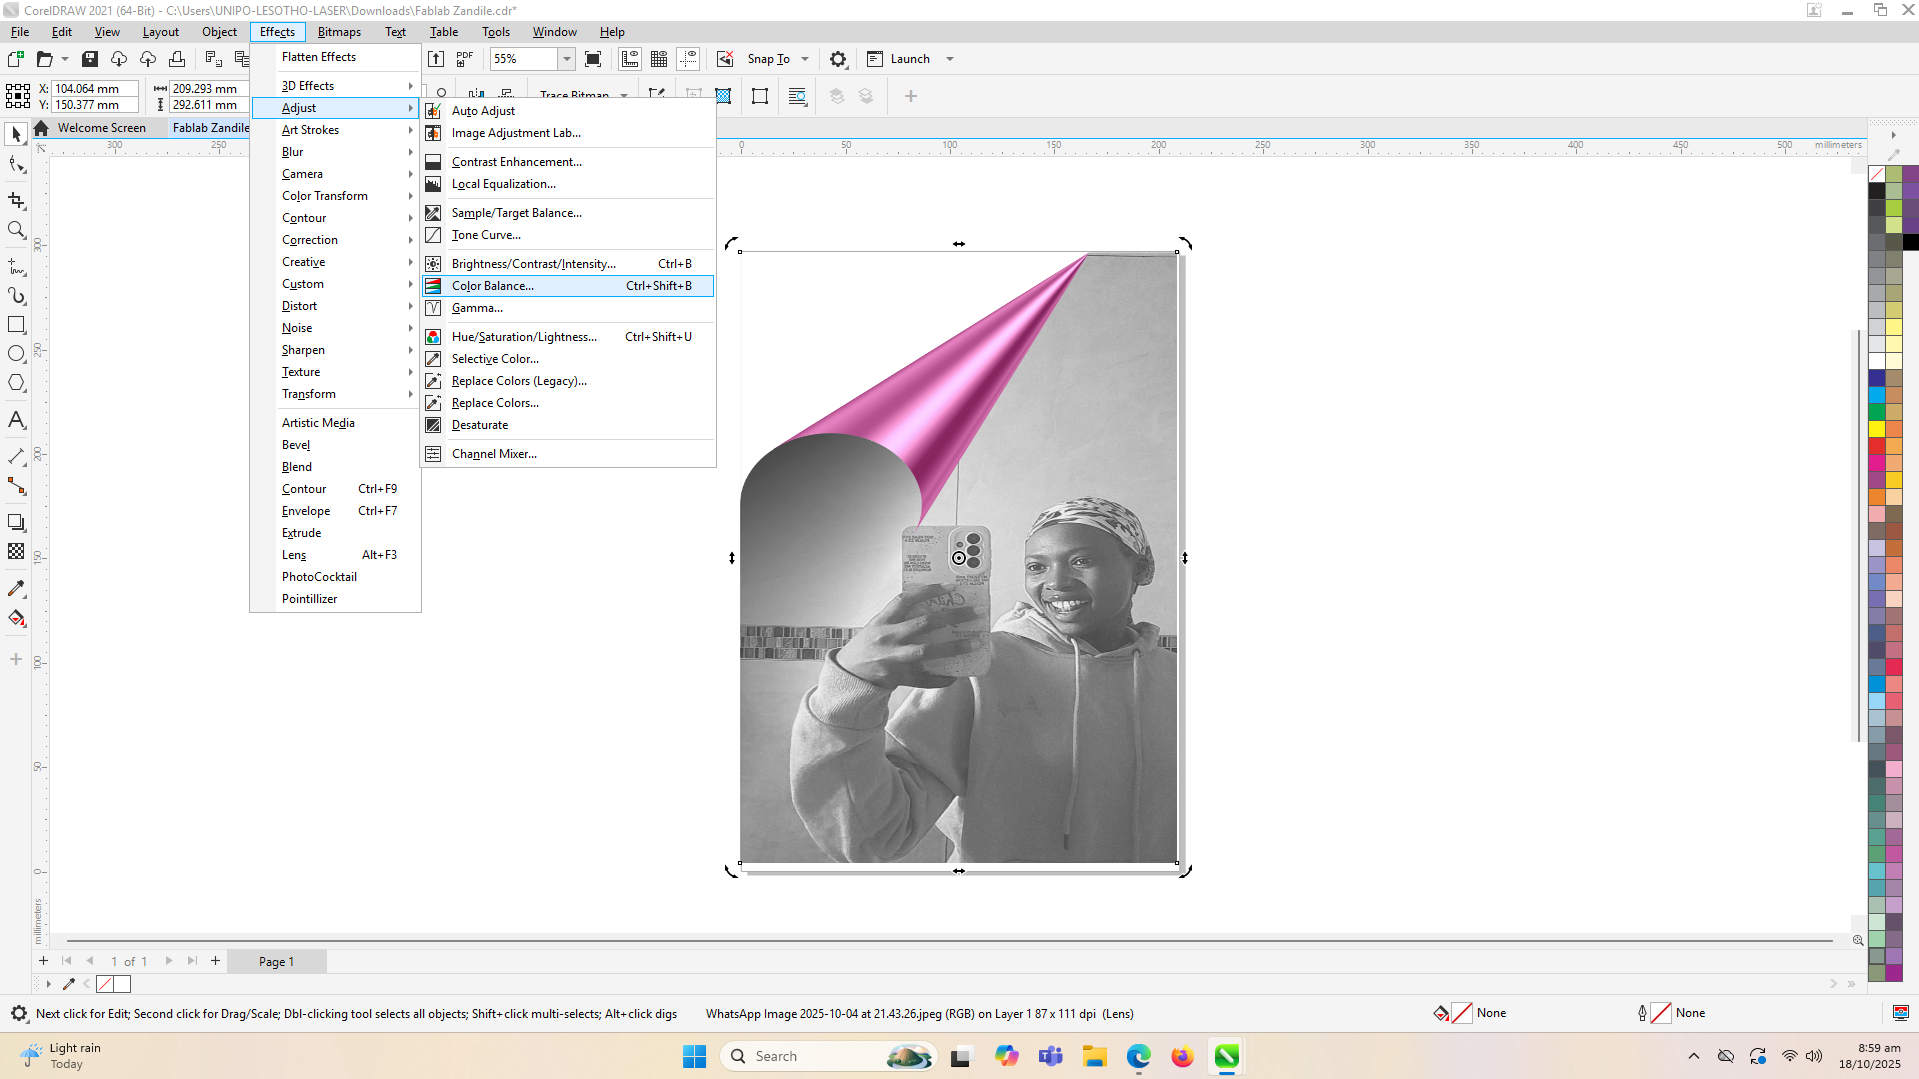 CorelDRAW 2021 (64-Bit) - C:\Users\UNIPO-LESOTHO-LASER\Downloads\Fablab Zandile.cdr*
File Edit View Layout Object Effects Bitmaps Text Table Tools Window Help
PDF 55% Snap To Launch
X: 104.064 mm 209.293 mm
Y: 150.377 mm 292.611 mm
Trace Bitmap
Welcome Screen Fablab Zandile
300 250 0 50 100 150 200 250 300 350 400 450 500 millimeters
Flatten Effects
3D Effects
Adjust
Art Strokes
Blur
Camera
Color Transform
Contour
Correction
Creative
Custom
Distort
Noise
Sharpen
Texture
Transform
Artistic Media
Bevel
Blend
Contour Ctrl+F9
Envelope Ctrl+F7
Extrude
Lens Alt+F3
PhotoCocktail
Pointillizer
Auto Adjust
Image Adjustment Lab...
Contrast Enhancement...
Local Equalization...
Sample/Target Balance...
Tone Curve...
Brightness/Contrast/Intensity... Ctrl+B
Color Balance... Ctrl+Shift+B
Gamma...
Hue/Saturation/Lightness... Ctrl+Shift+U
Selective Color...
Replace Colors (Legacy)...
Replace Colors...
Desaturate
Channel Mixer...
300
250
200
150
100
50
0
millimeters
1 of 1 Page 1
Next click for Edit; Second click for Drag/Scale; Dbl-clicking tool selects all objects; Shift+click multi-selects; Alt+click digs WhatsApp Image 2025-10-04 at 21.43.26.jpeg (RGB) on Layer 1 87 x 111 dpi (Lens) None None
Light rain
Today
Search
8:59 am
18/10/2025